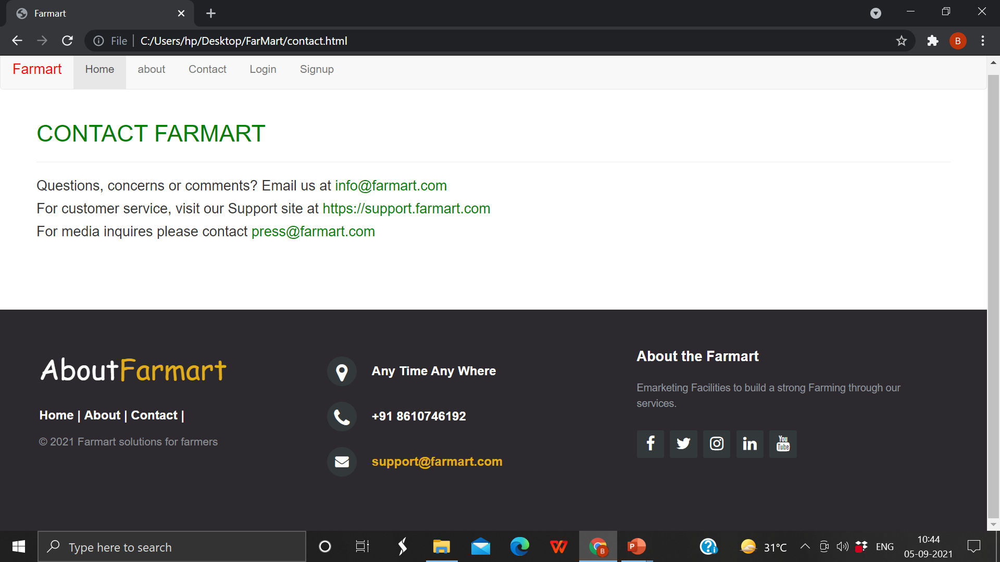 Farmart
File C:/Users/hp/Desktop/FarMart/contact.html
B
Farmart Home about Contact Login Signup
CONTACT FARMART
Questions, concerns or comments? Email us at info@farmart.com
For customer service, visit our Support site at https://support.farmart.com
For media inquires please contact press@farmart.com
AboutFarmart
Home | About | Contact |
© 2021 Farmart solutions for farmers
Any Time Any Where
+91 8610746192
support@farmart.com
About the Farmart
Emarketing Facilities to build a strong Farming through our
services.
You
Tube
Type here to search
B
P
31°C
ENG
10:44
05-09-2021